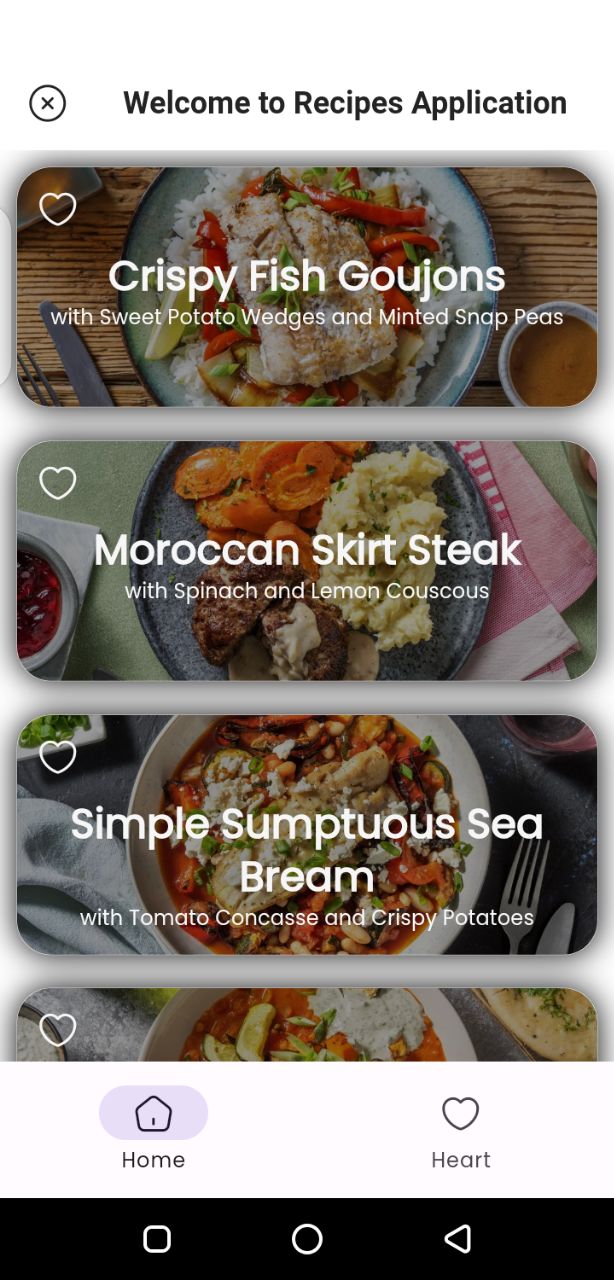 Welcome to Recipes Application
Crispy Fish Goujons
with Sweet Potato Wedges and Minted Snap Peas
Moroccan Skirt Steak
with Spinach and Lemon Couscous
Simple Sumptuous Sea
Bream
with Tomato Concasse and Crispy Potatoes
Home
Heart